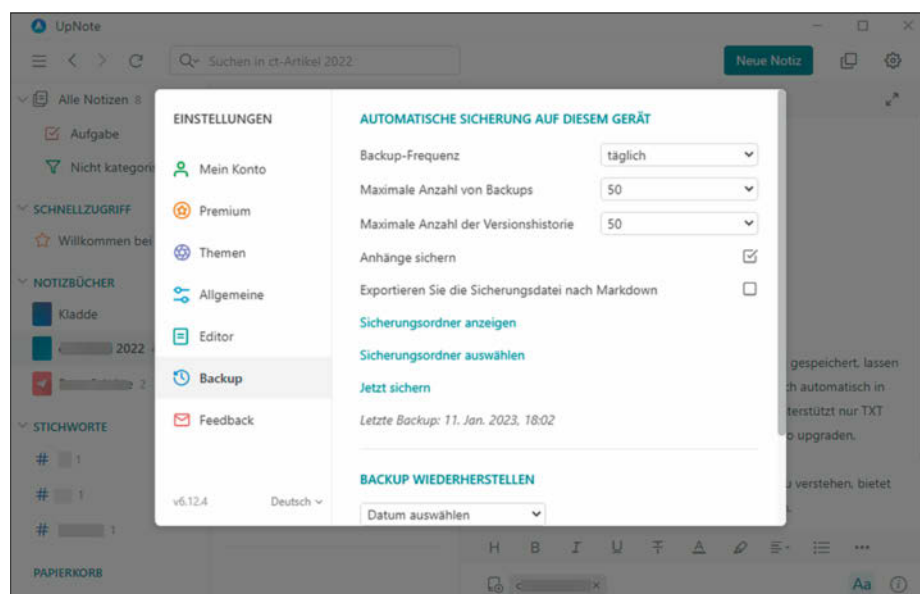 UpNote
Suchen in ct-Artikel 2022
Neue Notiz
Alle Notizen 8
Aufgabe
Nicht kategoris
SCHNELLZUGRIFF
Willkommen bei
NOTIZBÜCHER
Kladde
2022
2
STICHWORTE
# 1
# 1
# 1
PAPIERKORB
EINSTELLUNGEN
Mein Konto
Premium
Themen
Allgemeine
Editor
Backup
Feedback
v6.12.4 Deutsch
AUTOMATISCHE SICHERUNG AUF DIESEM GERÄT
Backup-Frequenz täglich
Maximale Anzahl von Backups 50
Maximale Anzahl der Versionshistorie 50
Anhänge sichern
Exportieren Sie die Sicherungsdatei nach Markdown
Sicherungsordner anzeigen
Sicherungsordner auswählen
Jetzt sichern
Letzte Backup: 11. Jan. 2023, 18:02
BACKUP WIEDERHERSTELLEN
Datum auswählen
gespeichert, lassen
ch automatisch in
terstützt nur TXT
o upgraden.
u verstehen, bietet
H B I U T A
Aa